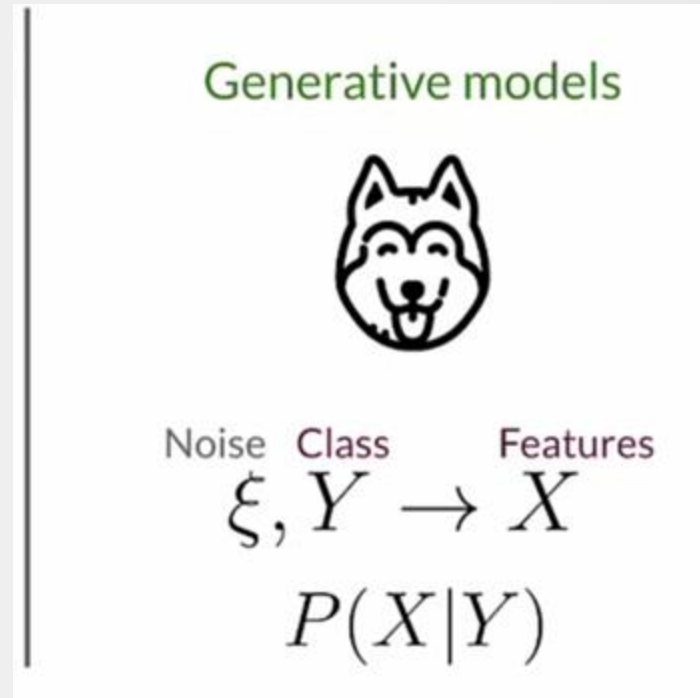 Generative models
Noise Class Features
ξ, Y → X
P(X|Y)